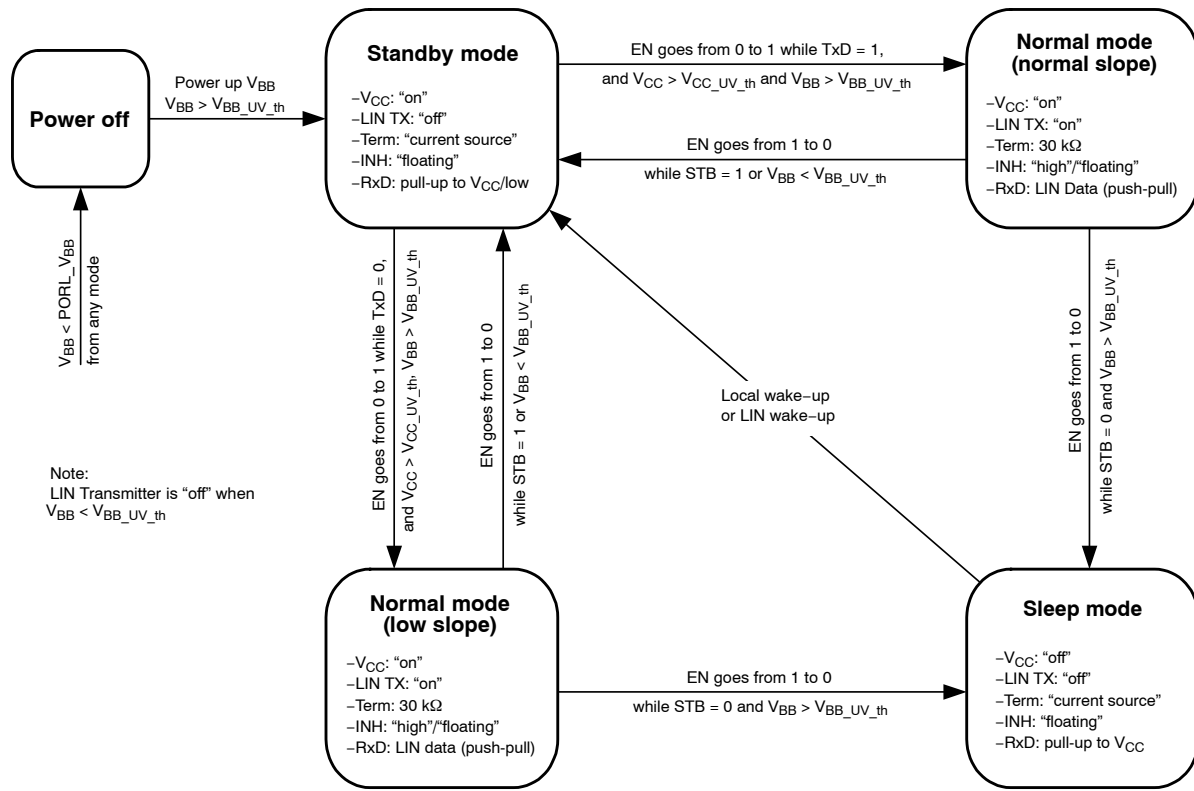 Power off
Power up VBB
VBB > VBB_UV_th
VBB < PORL_VBB
from any mode
Note:
LIN Transmitter is “off” when
VBB < VBB_UV_th
Standby mode
−VCC: “on”
−LIN TX: “off”
−Term: “current source”
−INH: “floating”
−RxD: pull-up to VCC/low
EN goes from 0 to 1 while TxD = 1,
and VCC > VCC_UV_th and VBB > VBB_UV_th
EN goes from 1 to 0
while STB = 1 or VBB < VBB_UV_th
Normal mode
(normal slope)
−VCC: “on”
−LIN TX: “on”
−Term: 30 kΩ
−INH: “high”/“floating”
−RxD: LIN Data (push-pull)
EN goes from 0 to 1 while TxD = 0,
and VCC > VCC_UV_th, VBB > VBB_UV_th
EN goes from 1 to 0
while STB = 1 or VBB < VBB_UV_th
Local wake−up
or LIN wake−up
EN goes from 1 to 0
while STB = 0 and VBB > VBB_UV_th
Normal mode
(low slope)
−VCC: “on”
−LIN TX: “on”
−Term: 30 kΩ
−INH: “high”/“floating”
−RxD: LIN data (push-pull)
EN goes from 1 to 0
while STB = 0 and VBB > VBB_UV_th
Sleep mode
−VCC: “off”
−LIN TX: “off”
−Term: “current source”
−INH: “floating”
−RxD: pull-up to VCC